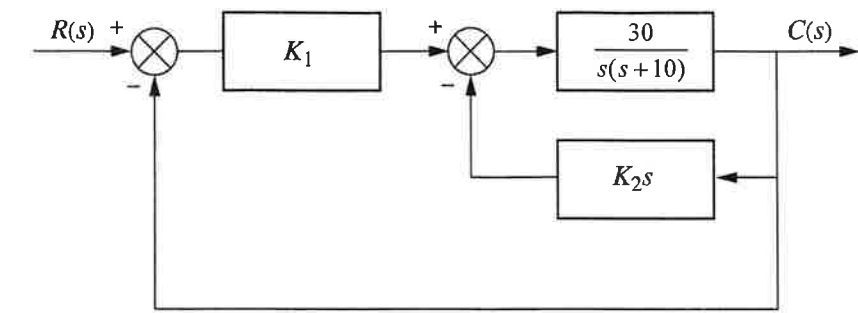 R(s) +
K₁
+
30
s(s + 10)
C(s)
−
−
K₂s